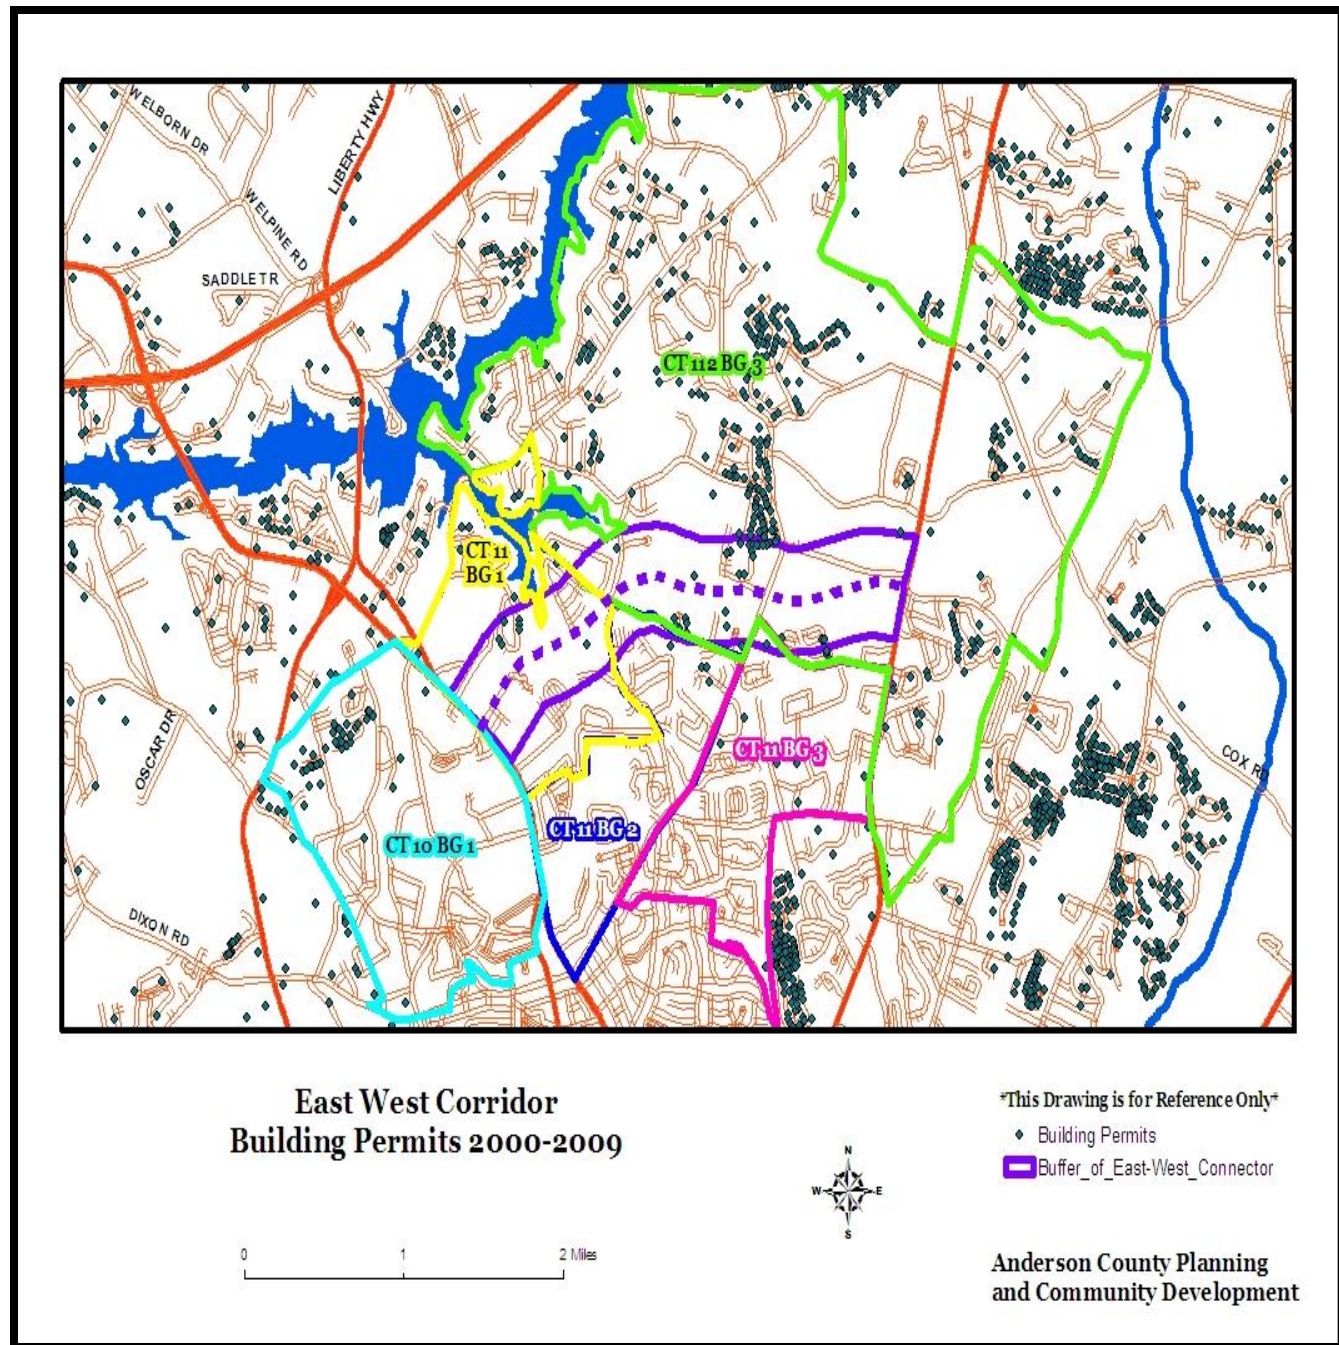 WELBORN DR
LIBERTY HWY
WELPINE RD
SADDLE TR
CT 112 BG 3
CT 11
BG 1
OSCAR DR
CT 11 BG 3
COX RD
CT 11 BG 2
CT 10 BG 1
DIXON RD
East West Corridor
Building Permits 2000-2009
*This Drawing is for Reference Only*
Building Permits
Buffer_of_East-West_Connector
N
W
E
S
0
1
2 Miles
Anderson County Planning
and Community Development